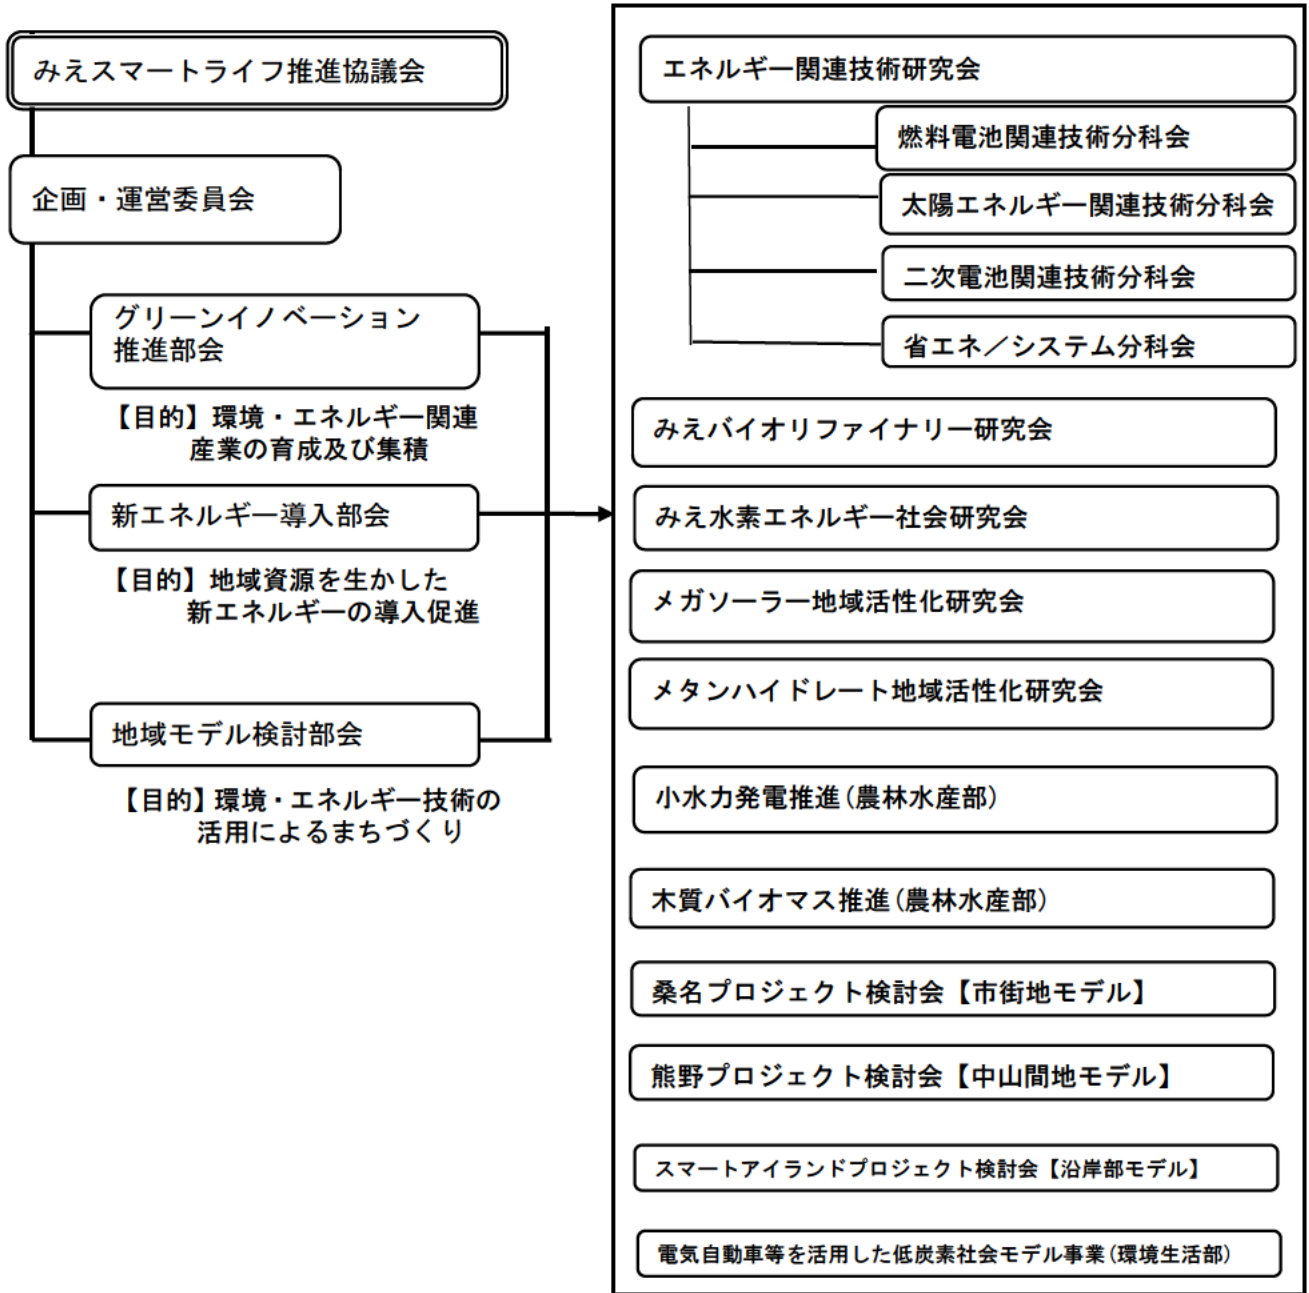 みえスマートライフ推進協議会
企画・運営委員会
グリーンイノベーション
推進部会
【目的】環境・エネルギー関連
産業の育成及び集積
新エネルギー導入部会
【目的】地域資源を生かした
新エネルギーの導入促進
地域モデル検討部会
【目的】環境・エネルギー技術の
活用によるまちづくり
エネルギー関連技術研究会
燃料電池関連技術分科会
太陽エネルギー関連技術分科会
二次電池関連技術分科会
省エネ／システム分科会
みえバイオリファイナリー研究会
みえ水素エネルギー社会研究会
メガソーラー地域活性化研究会
メタンハイドレート地域活性化研究会
小水力発電推進(農林水産部)
木質バイオマス推進(農林水産部)
桑名プロジェクト検討会【市街地モデル】
熊野プロジェクト検討会【中山間地モデル】
スマートアイランドプロジェクト検討会【沿岸部モデル】
電気自動車等を活用した低炭素社会モデル事業(環境生活部)